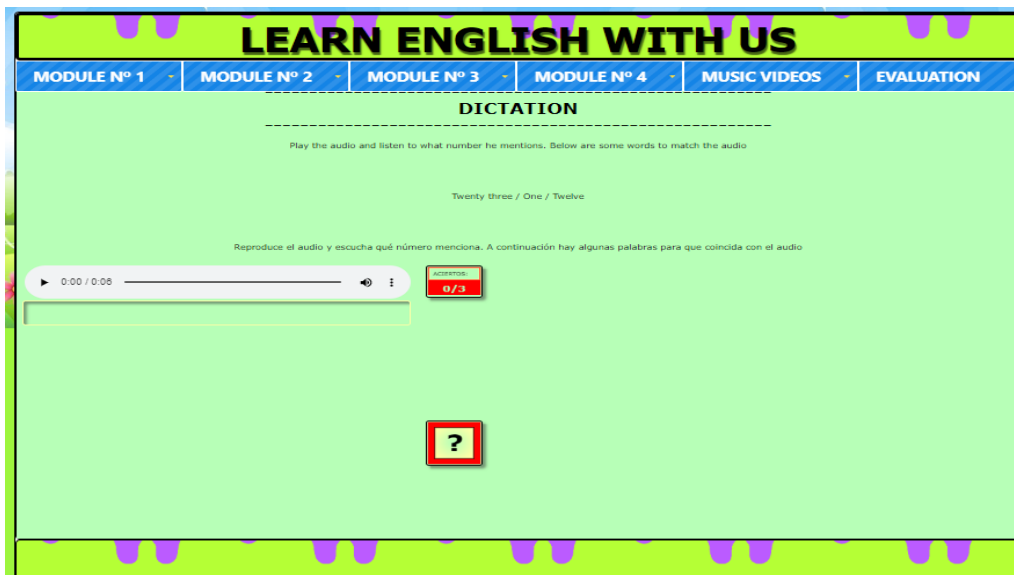 LEARN ENGLISH WITH US
MODULE Nº 1 MODULE Nº 2 MODULE Nº 3 MODULE Nº 4 MUSIC VIDEOS EVALUATION
DICTATION
Play the audio and listen to what number he mentions. Below are some words to match the audio
Twenty three / One / Twelve
Reproduce el audio y escucha qué número menciona. A continuación hay algunas palabras para que coincida con el audio
0:00 / 0:06
ACIERTOS:
0/3
?